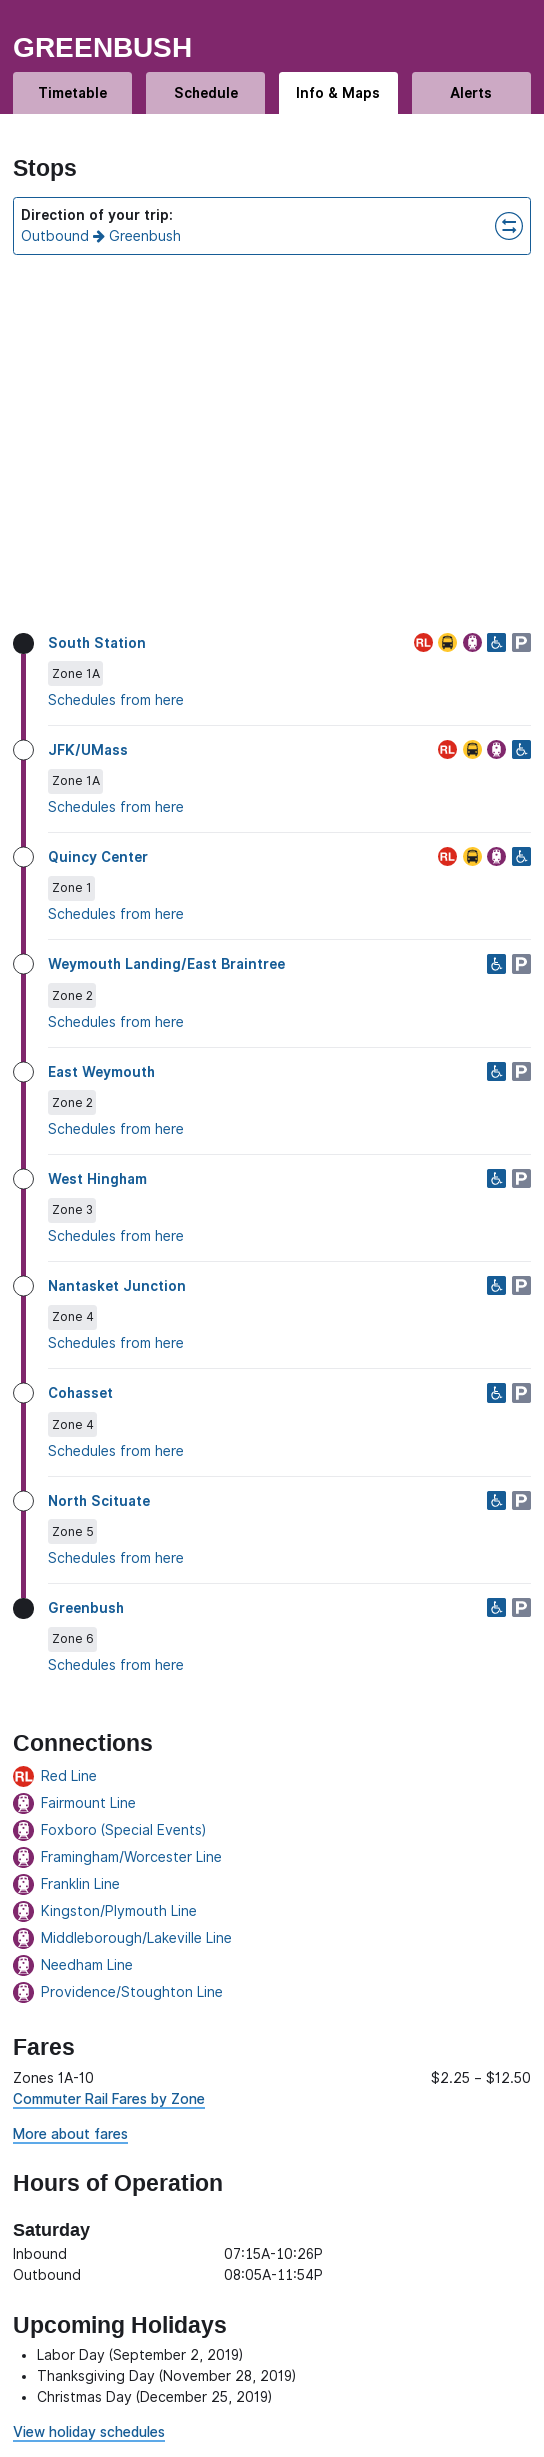 GREENBUSH
Timetable Schedule Info & Maps Alerts
Stops
Direction of your trip:
Outbound → Greenbush
South Station RL P
Zone 1A
Schedules from here
JFK/UMass RL
Zone 1A
Schedules from here
Quincy Center RL
Zone 1
Schedules from here
Weymouth Landing/East Braintree P
Zone 2
Schedules from here
East Weymouth P
Zone 2
Schedules from here
West Hingham P
Zone 3
Schedules from here
Nantasket Junction P
Zone 4
Schedules from here
Cohasset P
Zone 4
Schedules from here
North Scituate P
Zone 5
Schedules from here
Greenbush P
Zone 6
Schedules from here
Connections
RL Red Line
Fairmount Line
Foxboro (Special Events)
Framingham/Worcester Line
Franklin Line
Kingston/Plymouth Line
Middleborough/Lakeville Line
Needham Line
Providence/Stoughton Line
Fares
Zones 1A-10 $2.25 – $12.50
Commuter Rail Fares by Zone
More about fares
Hours of Operation
Saturday
Inbound 07:15A-10:26P
Outbound 08:05A-11:54P
Upcoming Holidays
• Labor Day (September 2, 2019)
• Thanksgiving Day (November 28, 2019)
• Christmas Day (December 25, 2019)
View holiday schedules